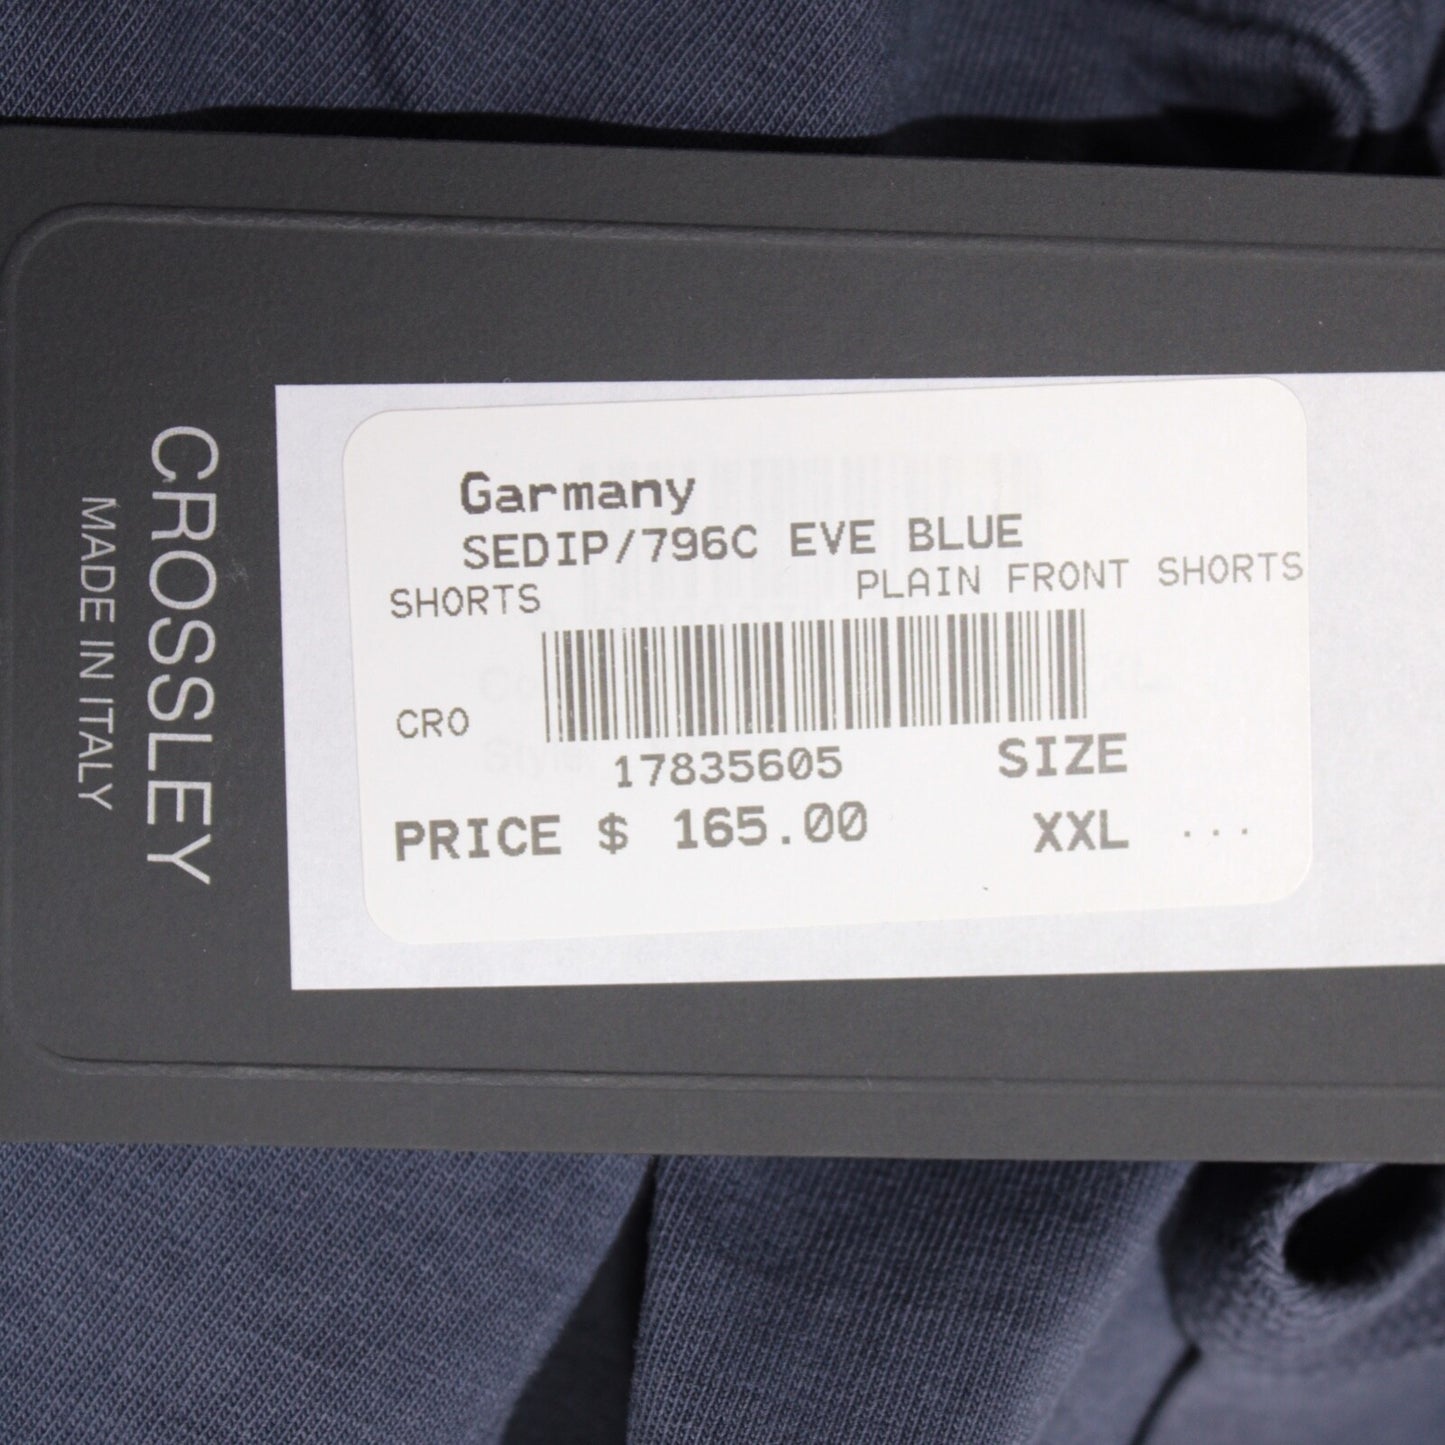 CROSSLEY
MADE IN ITALY
Garmany
SEDIP/796C EVE BLUE
SHORTS PLAIN FRONT SHORTS
CRO
17835605 SIZE
PRICE $ 165.00 XXL ...